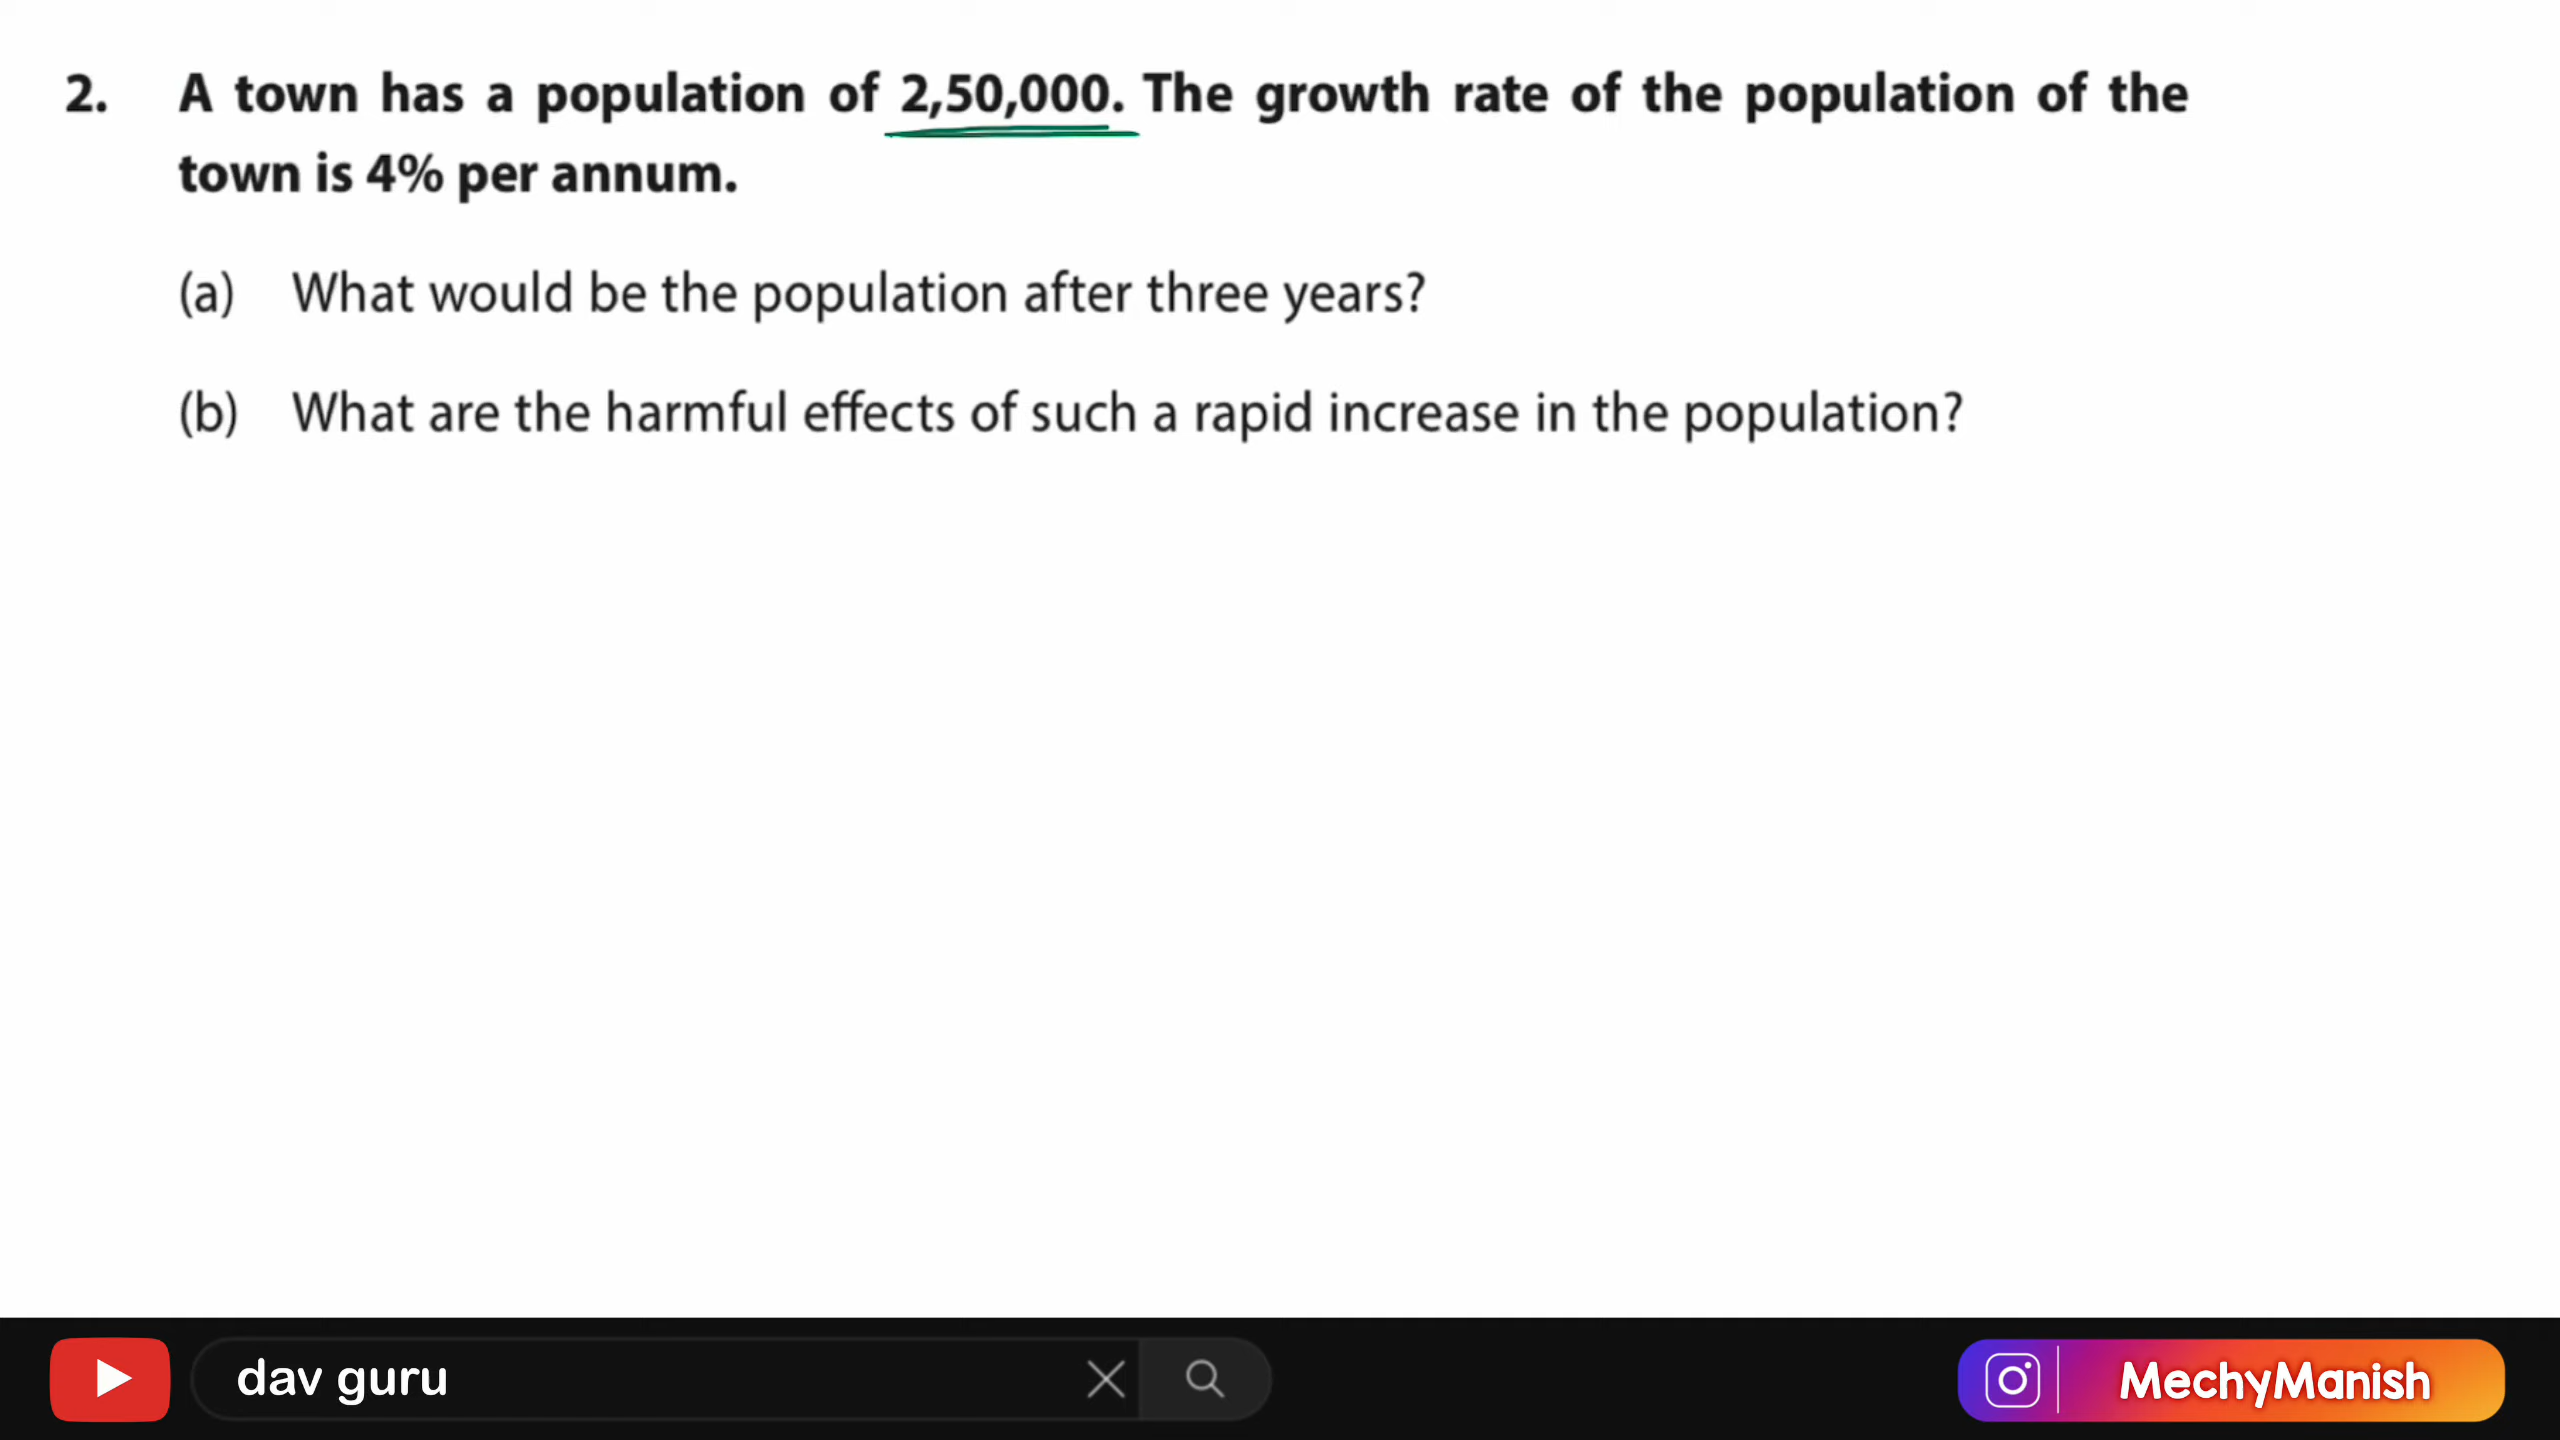 2. A town has a population of 2,50,000. The growth rate of the population of the
town is 4% per annum.
(a) What would be the population after three years?
(b) What are the harmful effects of such a rapid increase in the population?
dav guru
MechyManish